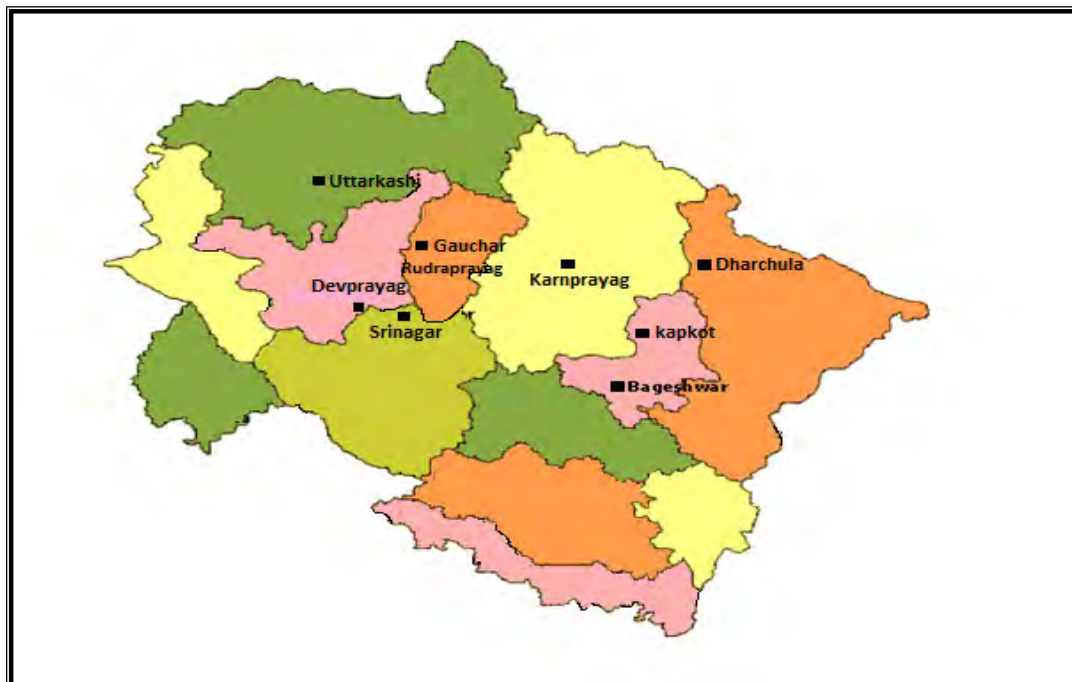 Uttarkashi
Gauchar
Rudraprayag
Karnprayag
Dharchula
Devprayag
Srinagar
kapkot
Bageshwar